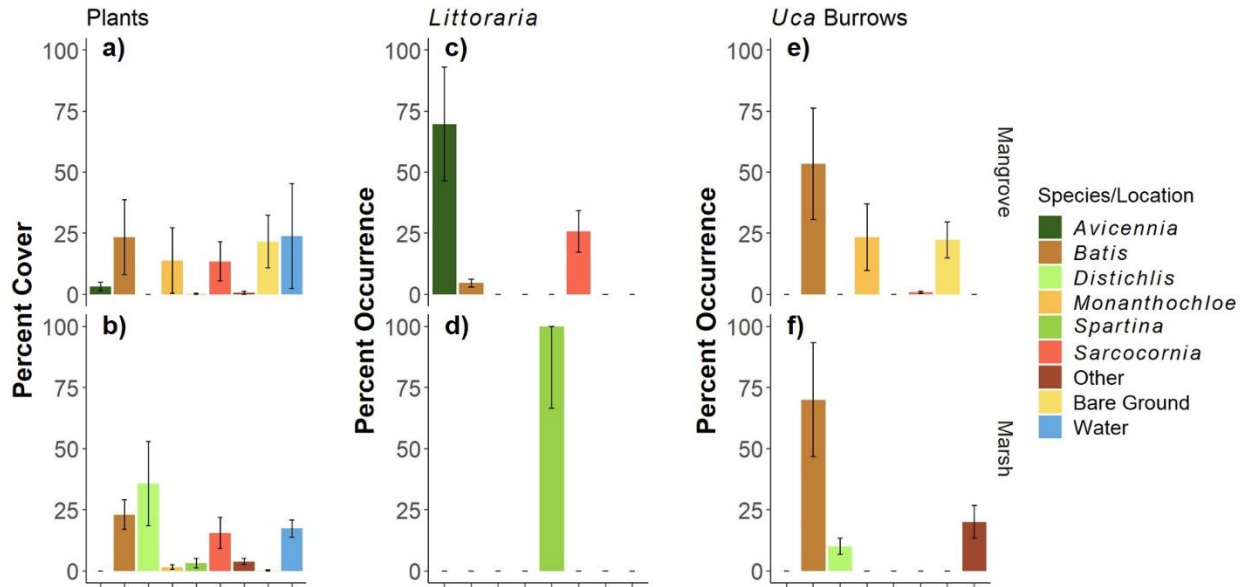 Plants
Littoraria
Uca Burrows
a)
c)
e)
100
75
50
25
0
100
75
50
25
0
100
75
50
25
0
Mangrove
b)
d)
f)
100
75
50
25
0
100
75
50
25
0
100
75
50
25
0
Marsh
Percent Cover
Percent Occurrence
Percent Occurrence
Species/Location
Avicennia
Batis
Distichlis
Monanthochloe
Spartina
Sarcocornia
Other
Bare Ground
Water